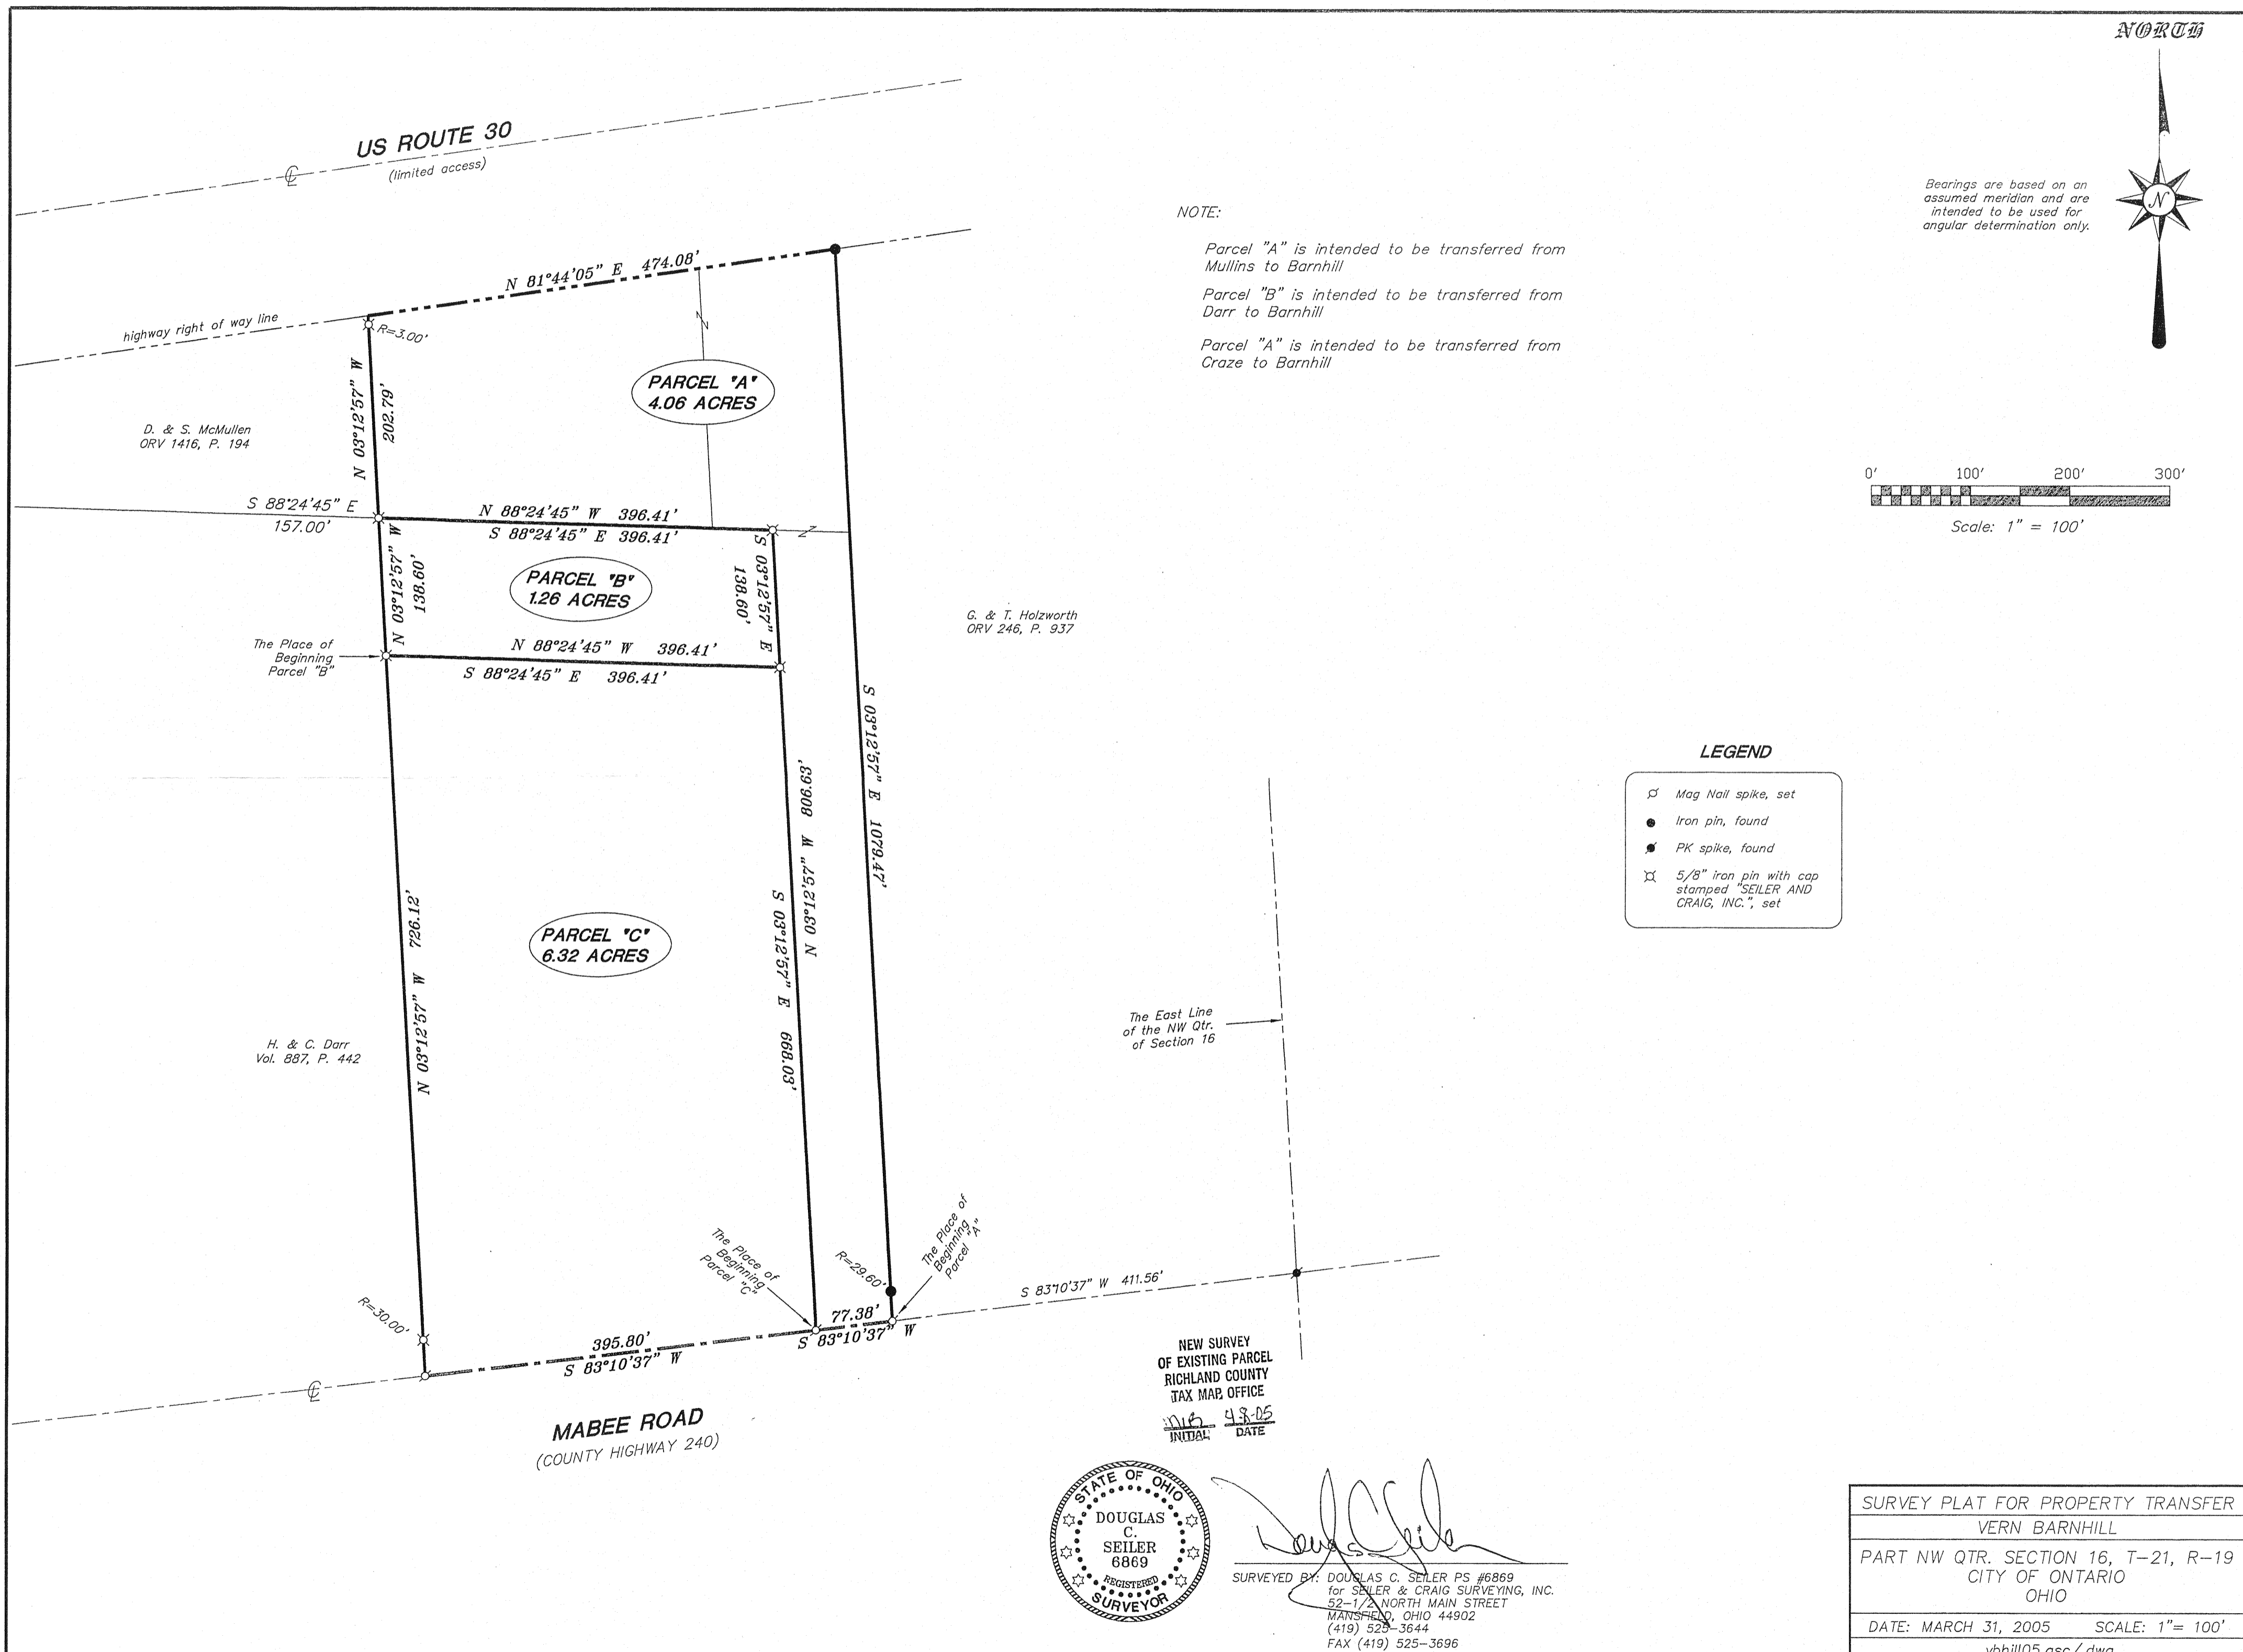 NORTH
US ROUTE 30
(limited access)
Bearings are based on an
assumed meridian and are
intended to be used for
angular determination only.
N
NOTE:
Parcel "A" is intended to be transferred from
Mullins to Barnhill
Parcel "B" is intended to be transferred from
Darr to Barnhill
Parcel "A" is intended to be transferred from
Craze to Barnhill
N 81°44'05" E 474.08'
highway right of way line
R=3.00'
N 03°12'57" W
202.79'
PARCEL "A"
4.06 ACRES
D. & S. McMullen
ORV 1416, P. 194
0' 100' 200' 300'
Scale: 1" = 100'
S 88°24'45" E
157.00'
N 88°24'45" W 396.41'
S 88°24'45" E 396.41'
N 03°12'57" W
138.60'
PARCEL "B"
1.26 ACRES
S 03°12'57" E
138.60'
G. & T. Holzworth
ORV 246, P. 937
The Place of
Beginning
Parcel "B"
N 88°24'45" W 396.41'
S 88°24'45" E 396.41'
S 03°12'57" E 1079.47'
N 03°12'57" W 806.63'
S 03°12'57" E 668.03'
N 03°12'57" W 726.12'
PARCEL "C"
6.32 ACRES
LEGEND
Mag Nail spike, set
Iron pin, found
PK spike, found
5/8" iron pin with cap
stamped "SEILER AND
CRAIG, INC.", set
H. & C. Darr
Vol. 887, P. 442
The East Line
of the NW Qtr.
of Section 16
The Place of
Beginning
Parcel "C"
R=29.60'
The Place of
Beginning
Parcel "A"
R=30.00'
S 83°10'37" W 411.56'
77.38'
S 83°10'37" W
395.80'
S 83°10'37" W
MABEE ROAD
(COUNTY HIGHWAY 240)
NEW SURVEY
OF EXISTING PARCEL
RICHLAND COUNTY
TAX MAP OFFICE
4-8-05
INITIAL DATE
STATE OF OHIO
DOUGLAS
C.
SEILER
6869
REGISTERED
SURVEYOR
SURVEYED BY: DOUGLAS C. SEILER PS #6869
for SEILER & CRAIG SURVEYING, INC.
52-1/2 NORTH MAIN STREET
MANSFIELD, OHIO 44902
(419) 525-3644
FAX (419) 525-3696
SURVEY PLAT FOR PROPERTY TRANSFER
VERN BARNHILL
PART NW QTR. SECTION 16, T-21, R-19
CITY OF ONTARIO
OHIO
DATE: MARCH 31, 2005 SCALE: 1"= 100'